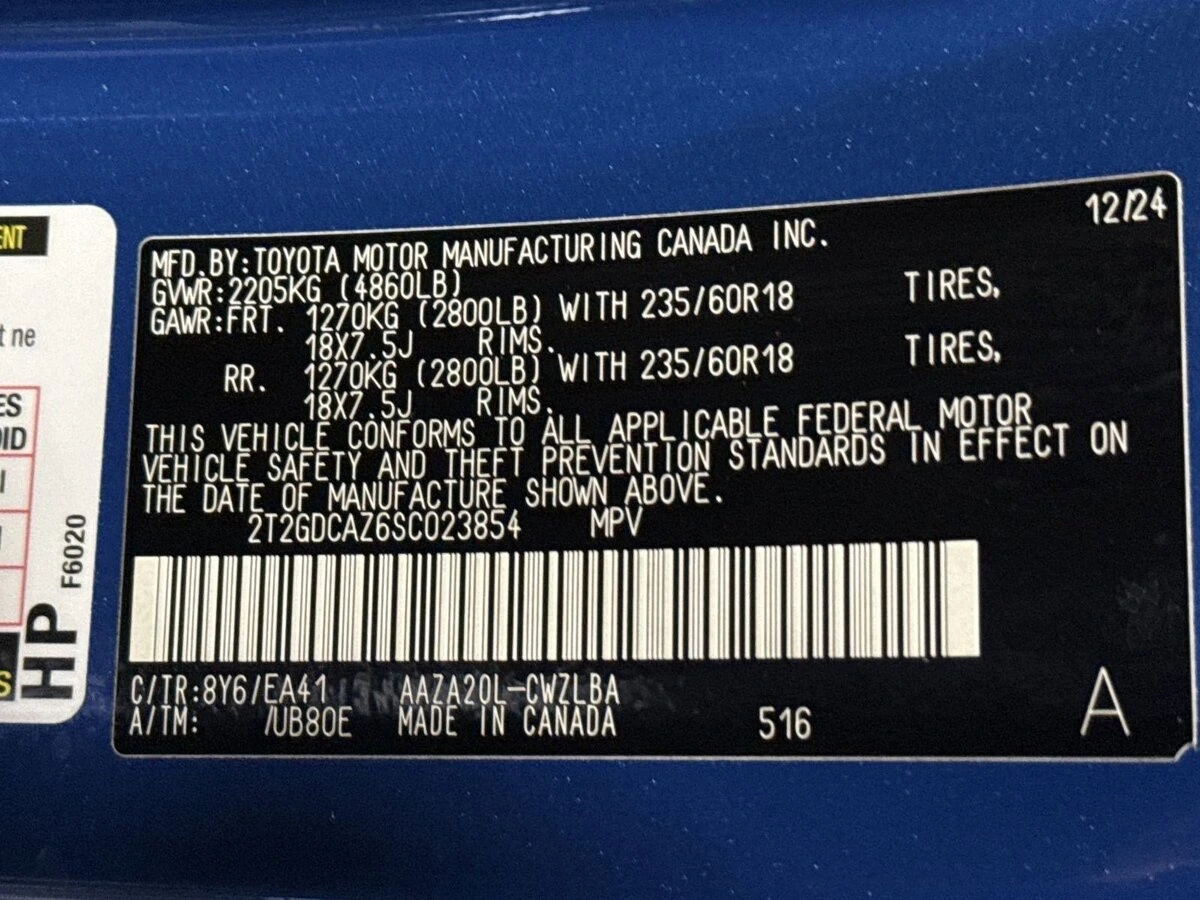 12/24
MFD.BY:TOYOTA MOTOR MANUFACTURING CANADA INC.
GVWR:2205KG (4860LB)
GAWR:FRT. 1270KG (2800LB) WITH 235/60R18 TIRES,
18X7.5J RIMS.
RR. 1270KG (2800LB) WITH 235/60R18 TIRES,
18X7.5J RIMS.
THIS VEHICLE CONFORMS TO ALL APPLICABLE FEDERAL MOTOR
VEHICLE SAFETY AND THEFT PREVENTION STANDARDS IN EFFECT ON
THE DATE OF MANUFACTURE SHOWN ABOVE.
2T2GDCAZ6SC023854 MPV
C/TR:8Y6/EA41 AAZA20L-CWZLBA
A/TM: /UB80E MADE IN CANADA 516 A
ne
F6020
HP